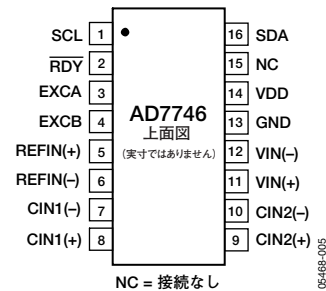 SCL 1 16 SDA
RDY 2 15 NC
EXCA 3 14 VDD
EXCB 4 13 GND
REFIN(+) 5 12 VIN(–)
REFIN(–) 6 11 VIN(+)
CIN1(–) 7 10 CIN2(–)
CIN1(+) 8 9 CIN2(+)
AD7746
上面図
(実寸ではありません)
NC = 接続なし
05468-005